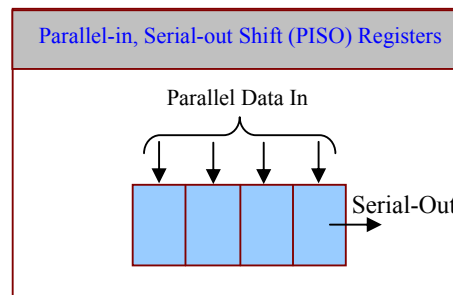 Parallel-in, Serial-out Shift (PISO) Registers
Parallel Data In
Serial-Out